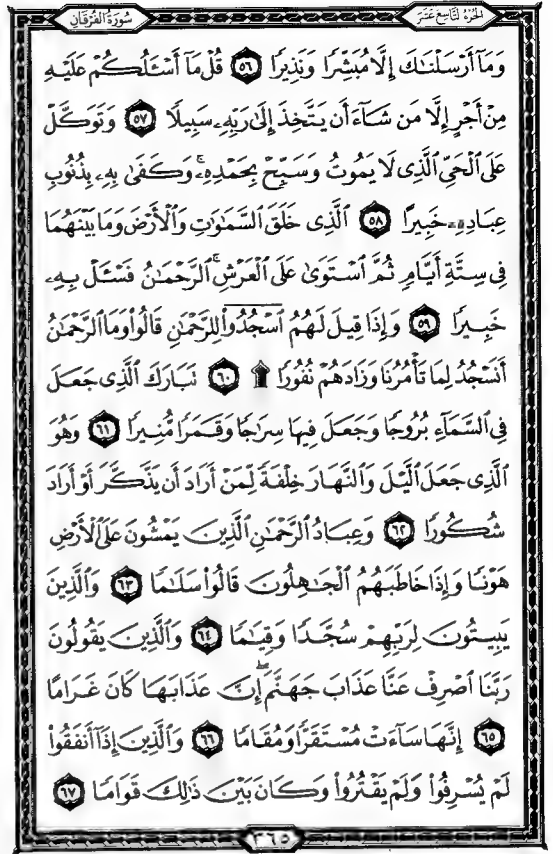 الجزء التاسع عشر
سورة الفرقان
وَمَآ أَرْسَلْنَٰكَ إِلَّا مُبَشِّرًا وَنَذِيرًا ٥٦ قُلْ مَآ أَسْـَٔلُكُمْ عَلَيْهِ
مِنْ أَجْرٍ إِلَّا مَن شَآءَ أَن يَتَّخِذَ إِلَىٰ رَبِّهِۦ سَبِيلًا ٥٧ وَتَوَكَّلْ
عَلَى ٱلْحَىِّ ٱلَّذِى لَا يَمُوتُ وَسَبِّحْ بِحَمْدِهِۦ ۚ وَكَفَىٰ بِهِۦ بِذُنُوبِ
عِبَادِهِۦ خَبِيرًا ٥٨ ٱلَّذِى خَلَقَ ٱلسَّمَٰوَٰتِ وَٱلْأَرْضَ وَمَا بَيْنَهُمَا
فِى سِتَّةِ أَيَّامٍ ثُمَّ ٱسْتَوَىٰ عَلَى ٱلْعَرْشِ ۚ ٱلرَّحْمَٰنُ فَسْـَٔلْ بِهِۦ
خَبِيرًا ٥٩ وَإِذَا قِيلَ لَهُمُ ٱسْجُدُوا۟ لِلرَّحْمَٰنِ قَالُوا۟ وَمَا ٱلرَّحْمَٰنُ
أَنَسْجُدُ لِمَا تَأْمُرُنَا وَزَادَهُمْ نُفُورًا ۩ ٦٠ تَبَارَكَ ٱلَّذِى جَعَلَ
فِى ٱلسَّمَآءِ بُرُوجًا وَجَعَلَ فِيهَا سِرَٰجًا وَقَمَرًا مُّنِيرًا ٦١ وَهُوَ
ٱلَّذِى جَعَلَ ٱلَّيْلَ وَٱلنَّهَارَ خِلْفَةً لِّمَنْ أَرَادَ أَن يَذَّكَّرَ أَوْ أَرَادَ
شُكُورًا ٦٢ وَعِبَادُ ٱلرَّحْمَٰنِ ٱلَّذِينَ يَمْشُونَ عَلَى ٱلْأَرْضِ
هَوْنًا وَإِذَا خَاطَبَهُمُ ٱلْجَٰهِلُونَ قَالُوا۟ سَلَٰمًا ٦٣ وَٱلَّذِينَ
يَبِيتُونَ لِرَبِّهِمْ سُجَّدًا وَقِيَٰمًا ٦٤ وَٱلَّذِينَ يَقُولُونَ
رَبَّنَا ٱصْرِفْ عَنَّا عَذَابَ جَهَنَّمَ ۖ إِنَّ عَذَابَهَا كَانَ غَرَامًا
٦٥ إِنَّهَا سَآءَتْ مُسْتَقَرًّا وَمُقَامًا ٦٦ وَٱلَّذِينَ إِذَآ أَنفَقُوا۟
لَمْ يُسْرِفُوا۟ وَلَمْ يَقْتُرُوا۟ وَكَانَ بَيْنَ ذَٰلِكَ قَوَامًا ٦٧
٣٦٥